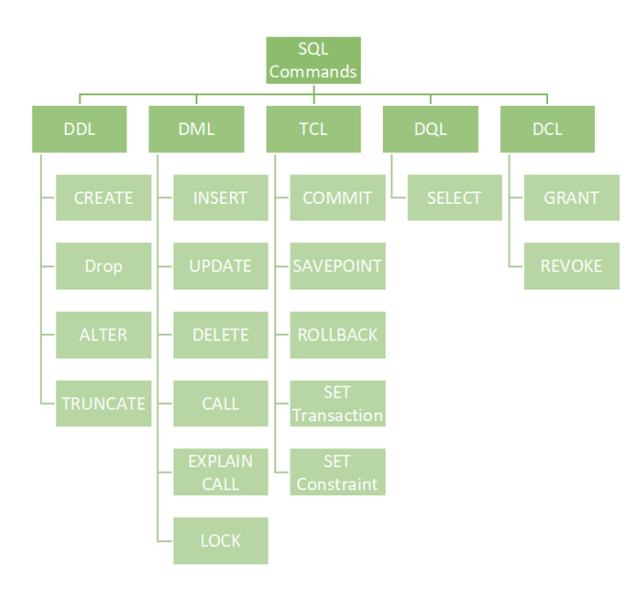 SQL
Commands
DDL
DML
TCL
DQL
DCL
CREATE
INSERT
COMMIT
SELECT
GRANT
Drop
UPDATE
SAVEPOINT
REVOKE
ALTER
DELETE
ROLLBACK
TRUNCATE
CALL
SET
Transaction
EXPLAIN
CALL
SET
Constraint
LOCK